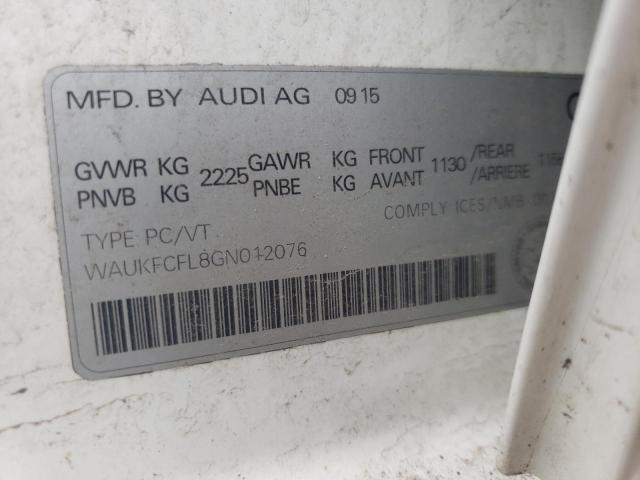 MFD. BY AUDI AG 09 15
GVWR KG 2225 GAWR KG FRONT 1130 /REAR
PNVB KG PNBE KG AVANT /ARRIERE
COMPLY ICES/NMB
TYPE: PC/VT
WAUKFCFL8GN012076